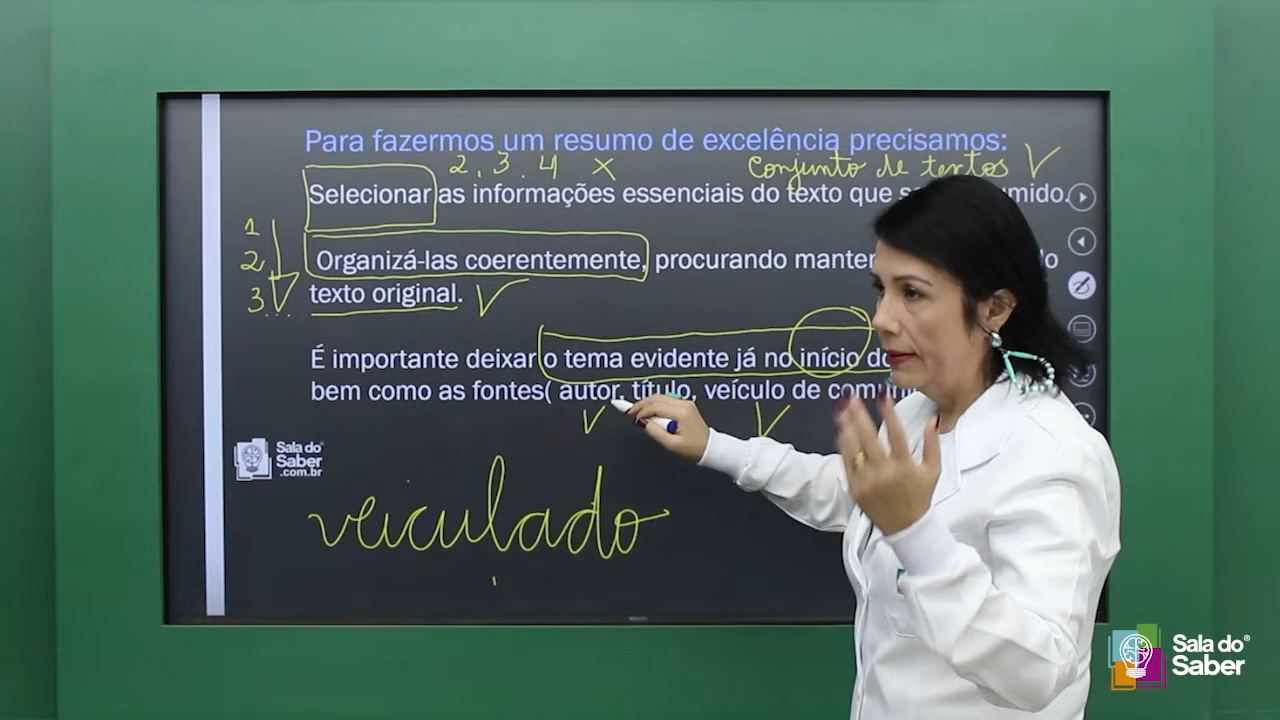 Para fazermos um resumo de excelência precisamos:
2. 3. 4 X conjunto de textos
Selecionar as informações essenciais do texto que
1
Organizá-las coerentemente, procurando manter
2
texto original.
3...
É importante deixar o tema evidente já no início
bem como as fontes( autor, título, veículo de
Sala do
Saber
.com.br
veiculado
Sala do®
Saber